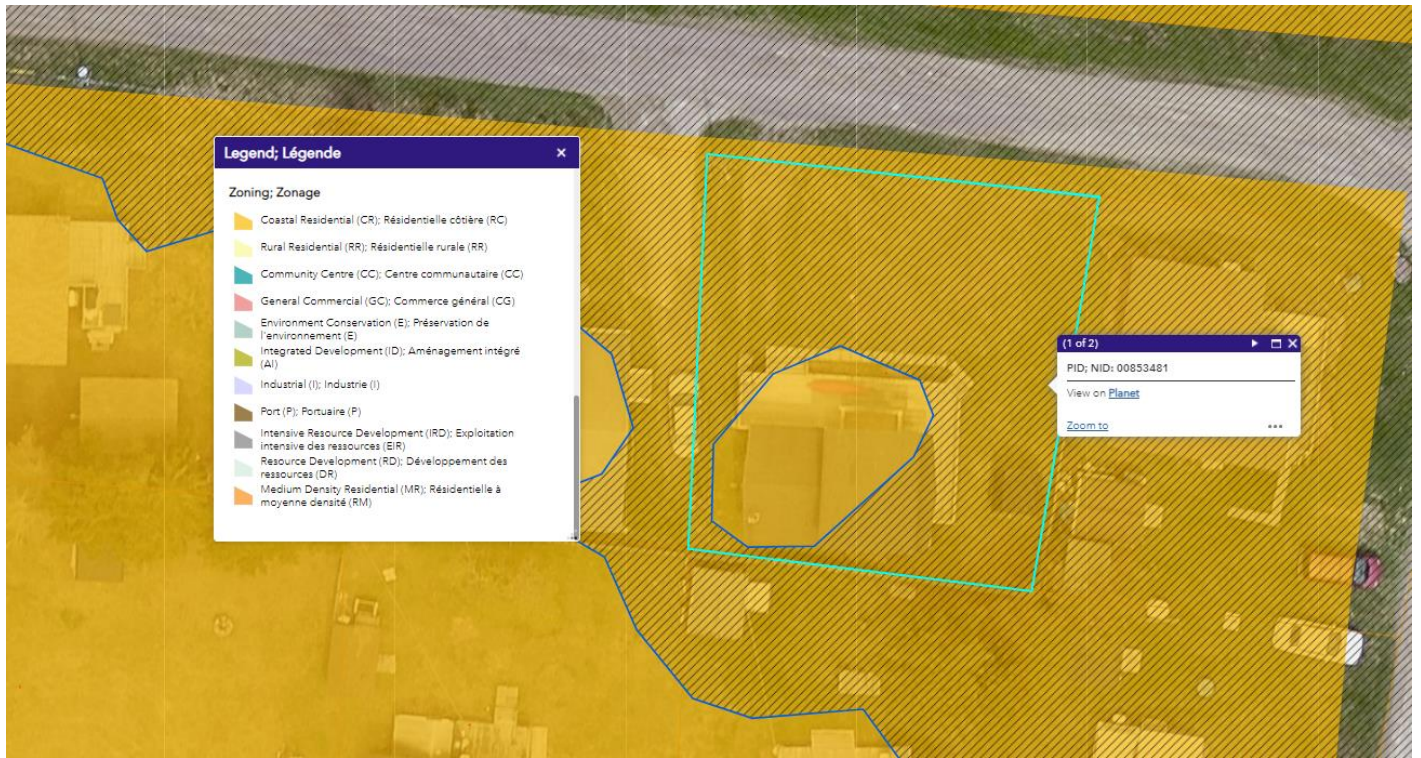 Legend; Légende
×
Zoning; Zonage
Coastal Residential (CR); Résidentielle côtière (RC)
Rural Residential (RR); Résidentielle rurale (RR)
Community Centre (CC); Centre communautaire (CC)
General Commercial (GC); Commerce général (CG)
Environment Conservation (E); Préservation de
l'environnement (E)
Integrated Development (ID); Aménagement intégré
(AI)
Industrial (I); Industrie (I)
Port (P); Portuaire (P)
Intensive Resource Development (IRD); Exploitation
intensive des ressources (EIR)
Resource Development (RD); Développement des
ressources (DR)
Medium Density Residential (MR); Résidentielle à
moyenne densité (RM)
(1 of 2)
PID; NID: 00853481
View on Planet
Zoom to